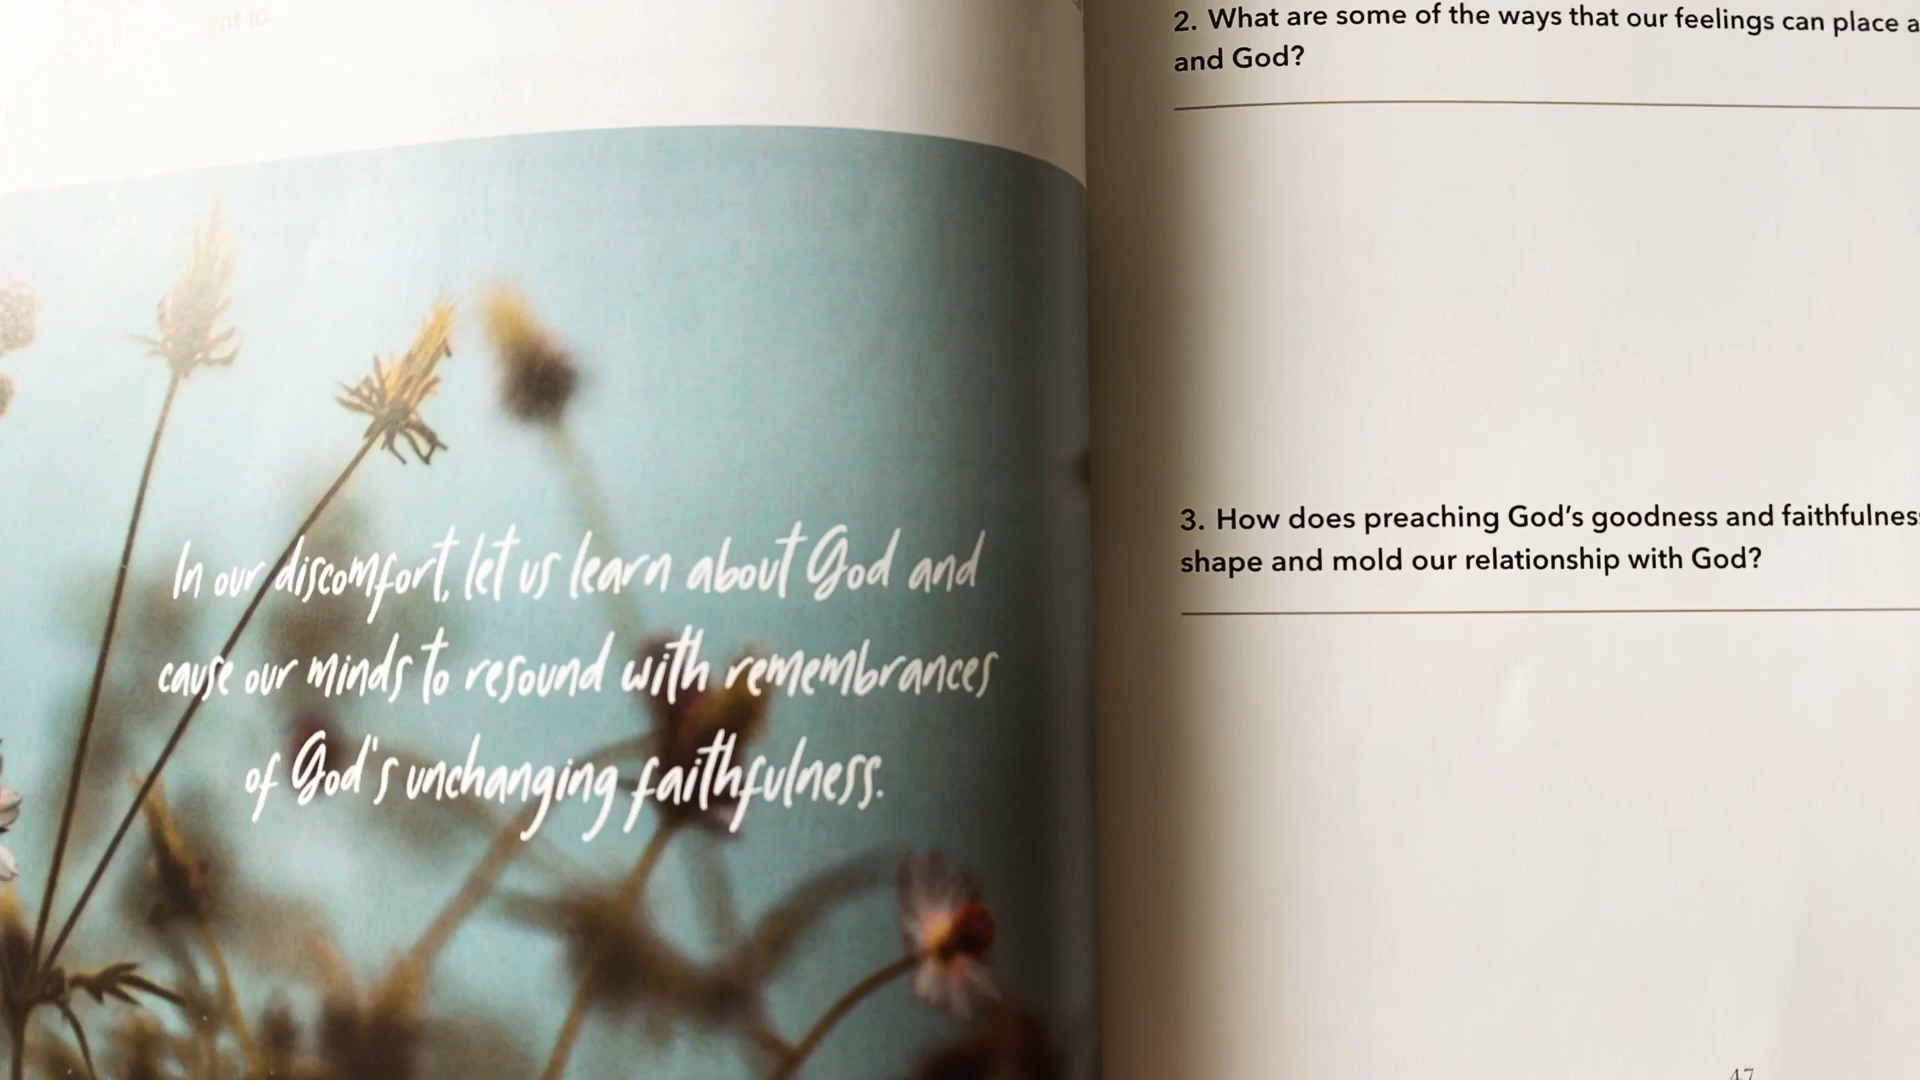 In our discomfort, let us learn about God and
cause our minds to resound with remembrances
of God's unchanging faithfulness.
2. What are some of the ways that our feelings can place a
and God?
3. How does preaching God's goodness and
shape and mold our relationship with God?
47